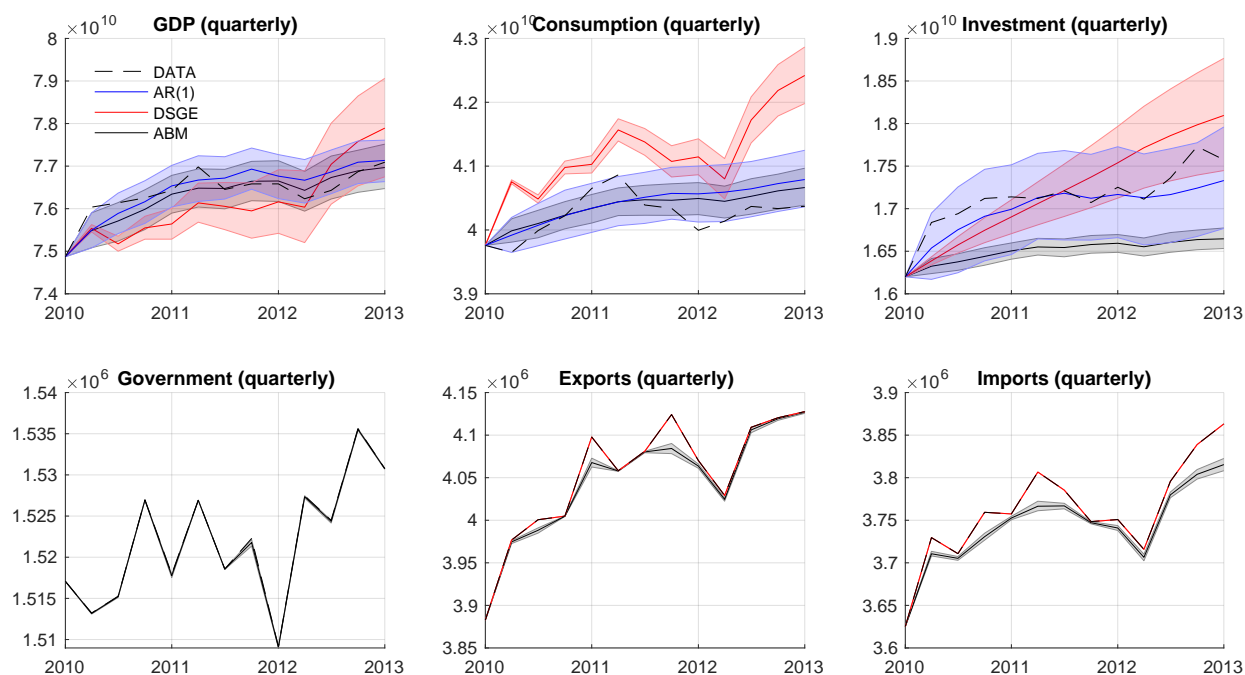 ×10^10 GDP (quarterly)
8
7.9
7.8
7.7
7.6
7.5
7.4
DATA
AR(1)
DSGE
ABM
2010 2011 2012 2013
×10^10 Consumption (quarterly)
4.3
4.2
4.1
4
3.9
2010 2011 2012 2013
×10^10 Investment (quarterly)
1.9
1.8
1.7
1.6
2010 2011 2012 2013
×10^6 Government (quarterly)
1.54
1.535
1.53
1.525
1.52
1.515
1.51
2010 2011 2012 2013
×10^6 Exports (quarterly)
4.15
4.1
4.05
4
3.95
3.9
3.85
2010 2011 2012 2013
×10^6 Imports (quarterly)
3.9
3.85
3.8
3.75
3.7
3.65
3.6
2010 2011 2012 2013